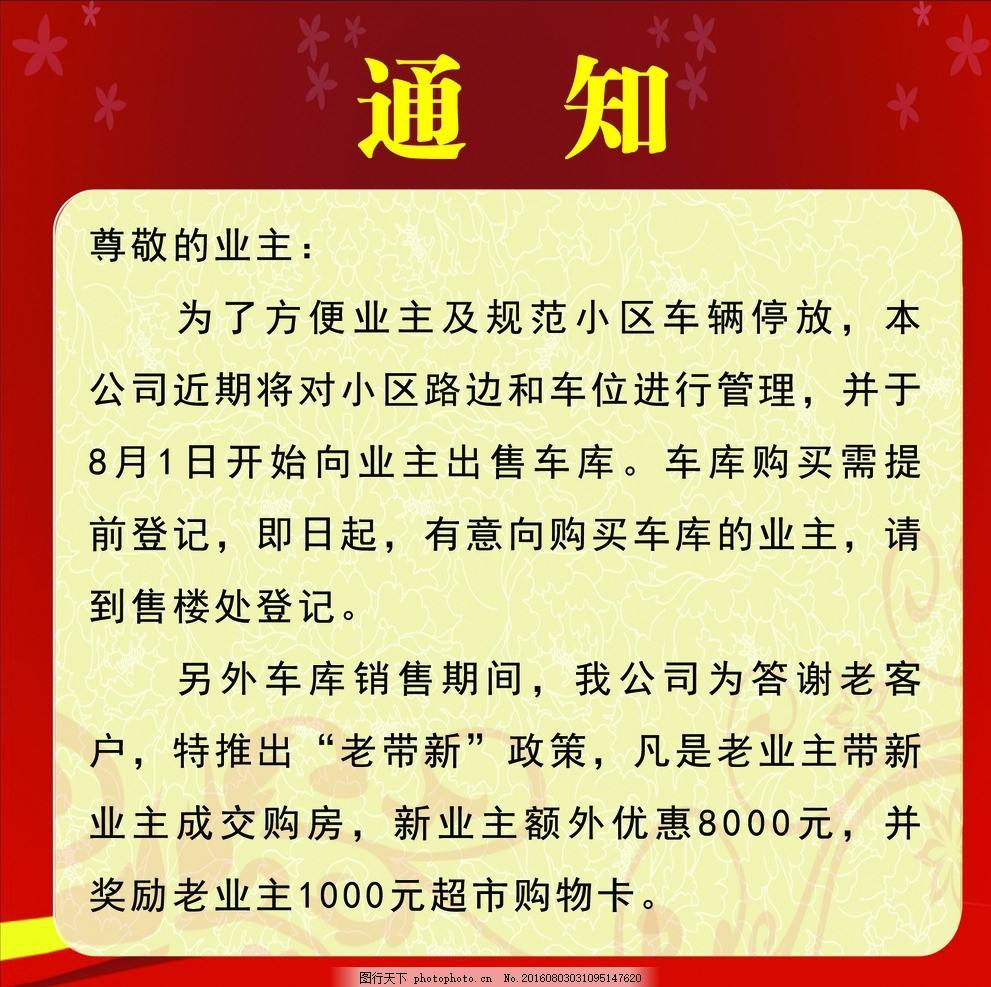 通 知
尊敬的业主：
为了方便业主及规范小区车辆停放，本
公司近期将对小区路边和车位进行管理，并于
8月1日开始向业主出售车库。车库购买需提
前登记，即日起，有意向购买车库的业主，请
到售楼处登记。
另外车库销售期间，我公司为答谢老客
户，特推出“老带新”政策，凡是老业主带新
业主成交购房，新业主额外优惠8000元，并
奖励老业主1000元超市购物卡。
图行天下 photophoto.cn No.20160803031095147620